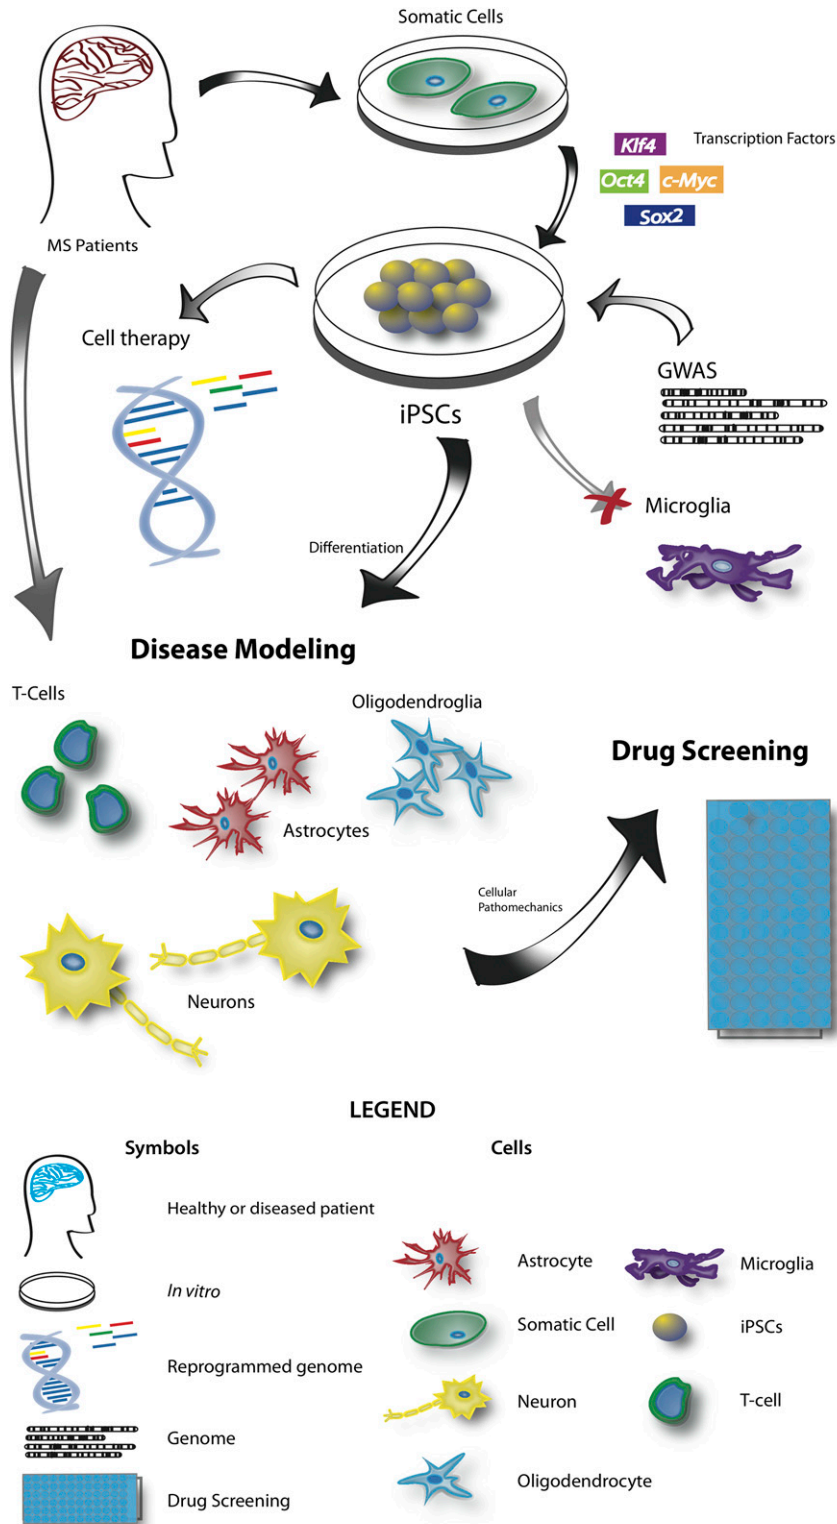 Somatic Cells
Klf4
Transcription Factors
Oct4
c-Myc
Sox2
MS Patients
Cell therapy
GWAS
iPSCs
Microglia
Differentiation
Disease Modeling
T-Cells
Oligodendroglia
Drug Screening
Astrocytes
Cellular
Pathomechanics
Neurons
LEGEND
Symbols
Healthy or diseased patient
In vitro
Reprogrammed genome
Genome
Drug Screening
Cells
Astrocyte
Microglia
Somatic Cell
iPSCs
Neuron
T-cell
Oligodendrocyte